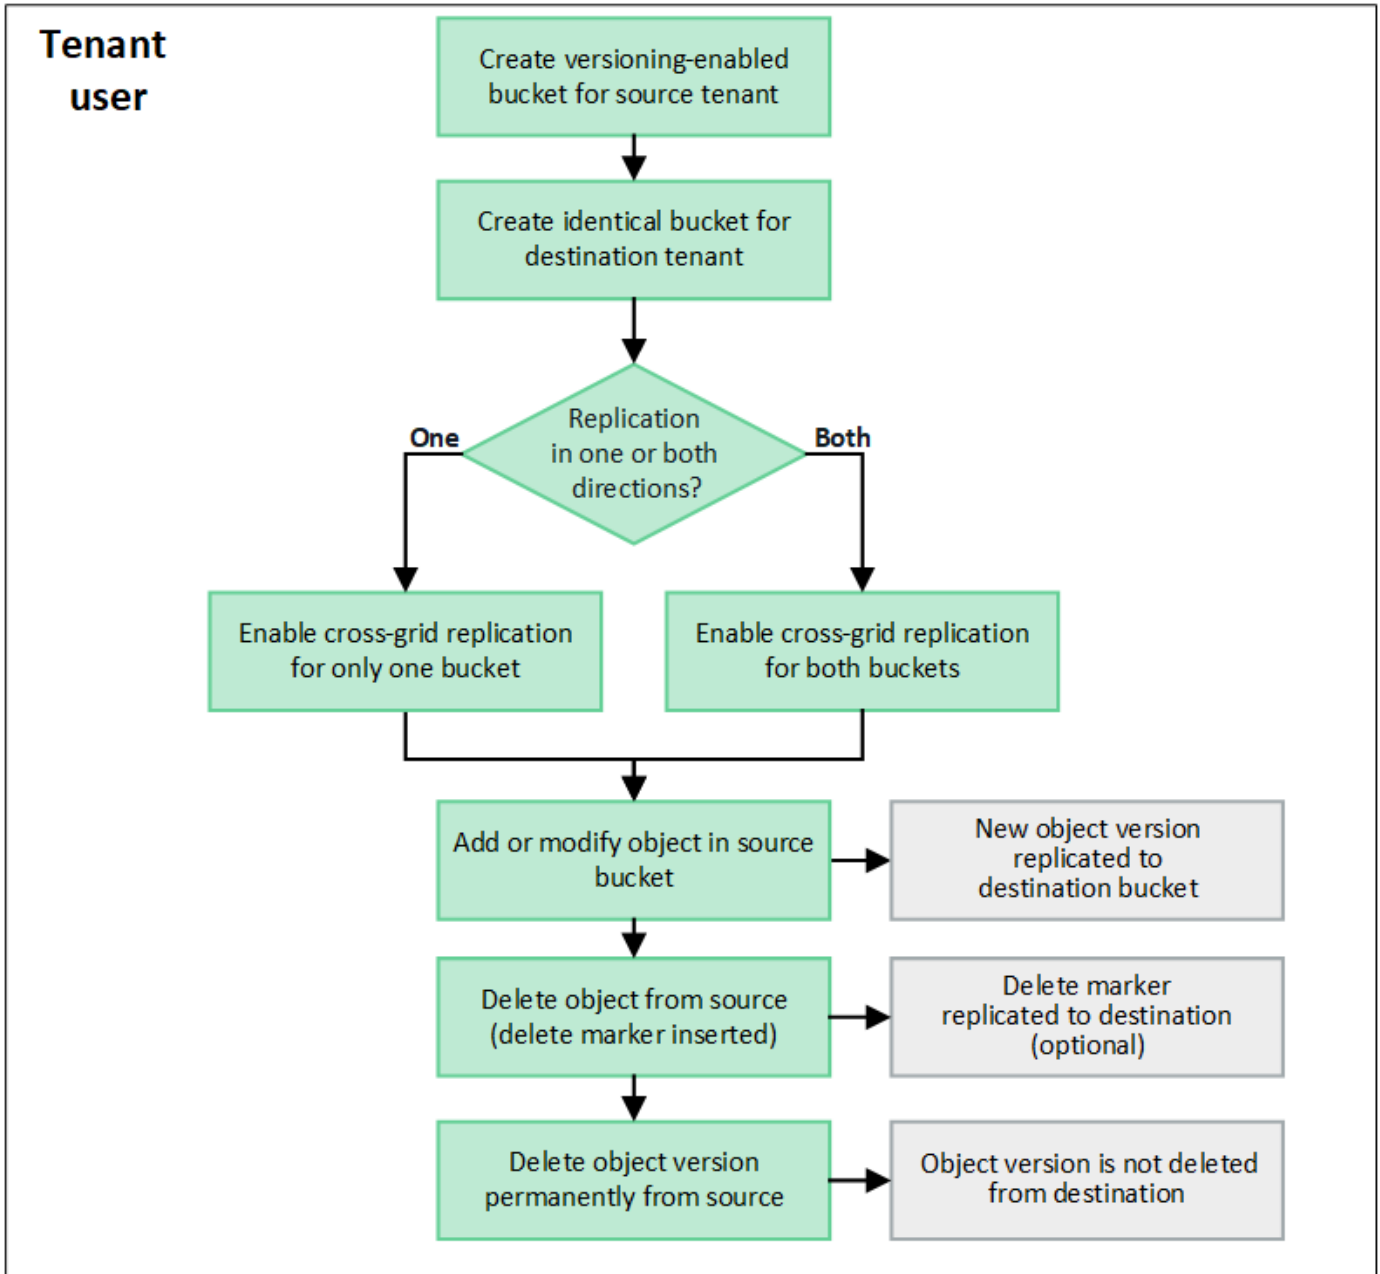 Tenant
user
Create versioning-enabled
bucket for source tenant
Create identical bucket for
destination tenant
Replication
in one or both
directions?
One
Both
Enable cross-grid replication
for only one bucket
Enable cross-grid replication
for both buckets
Add or modify object in source
bucket
New object version
replicated to
destination bucket
Delete object from source
(delete marker inserted)
Delete marker
replicated to destination
(optional)
Delete object version
permanently from source
Object version is not deleted
from destination